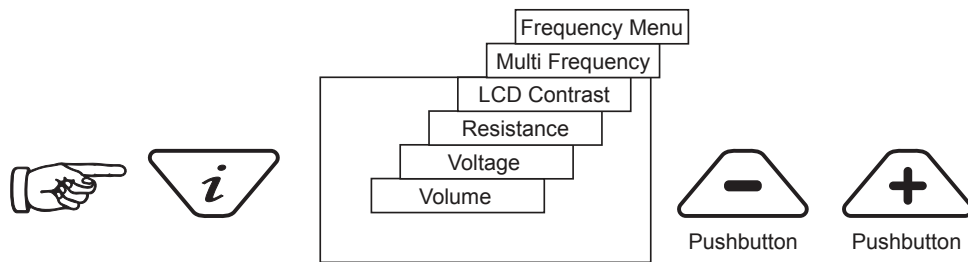 Frequency Menu
Multi Frequency
LCD Contrast
Resistance
Voltage
Volume
i
Pushbutton Pushbutton